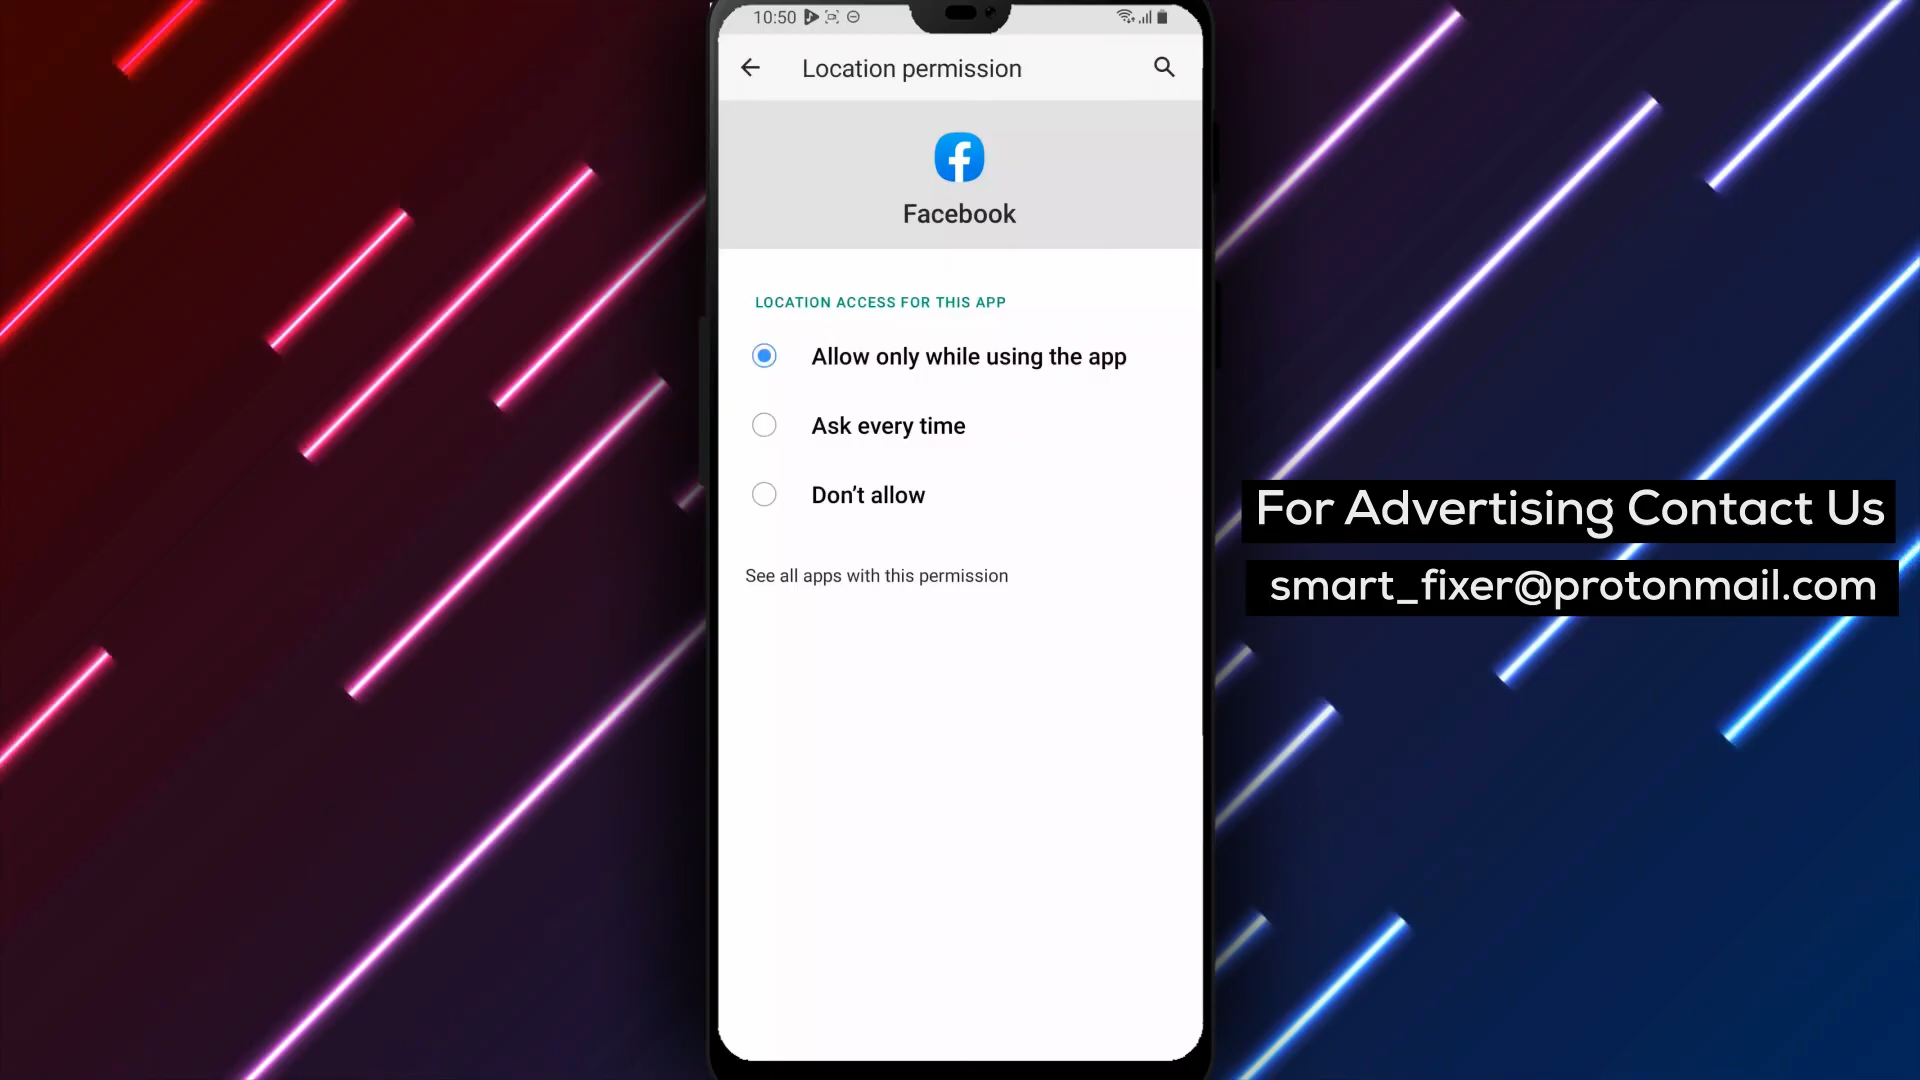 10:50
Location permission
Facebook
LOCATION ACCESS FOR THIS APP
Allow only while using the app
Ask every time
Don’t allow
See all apps with this permission
For Advertising Contact Us
smart_fixer@protonmail.com